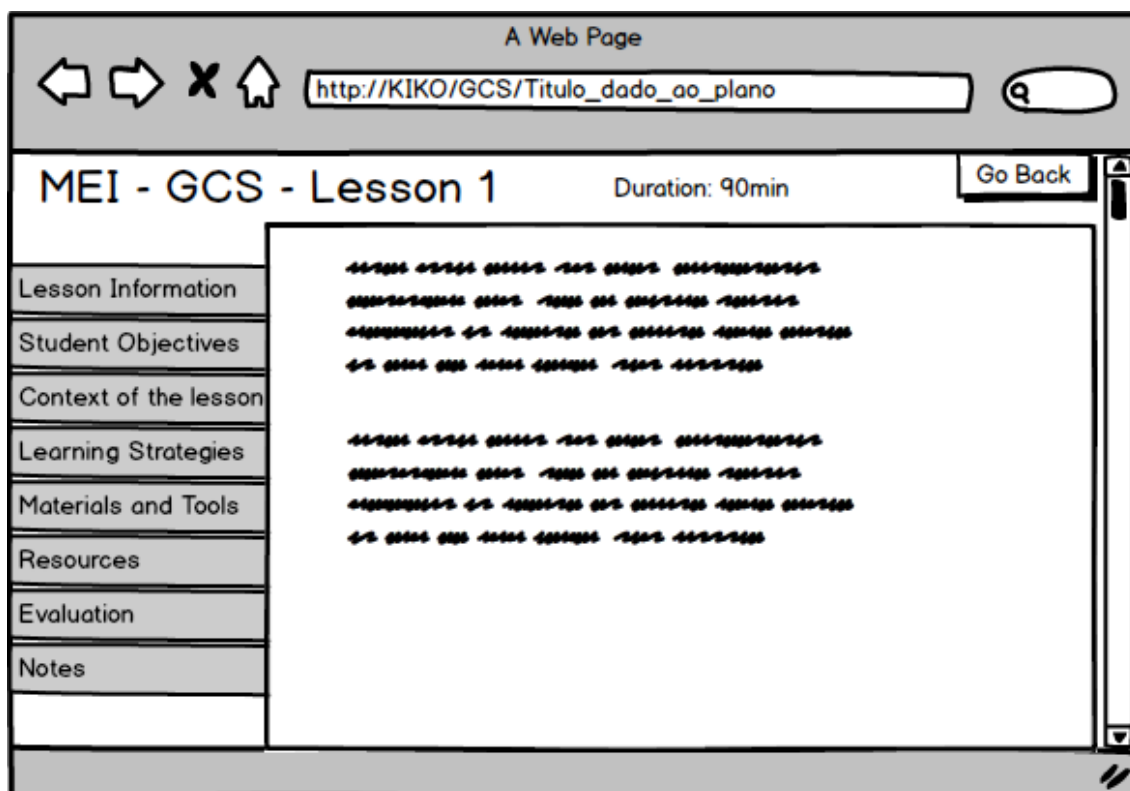 A Web Page
http://KIKO/GCS/Titulo_dado_ao_plano
MEI - GCS - Lesson 1
Duration: 90min
Go Back
Lesson Information
Student Objectives
Context of the lesson
Learning Strategies
Materials and Tools
Resources
Evaluation
Notes